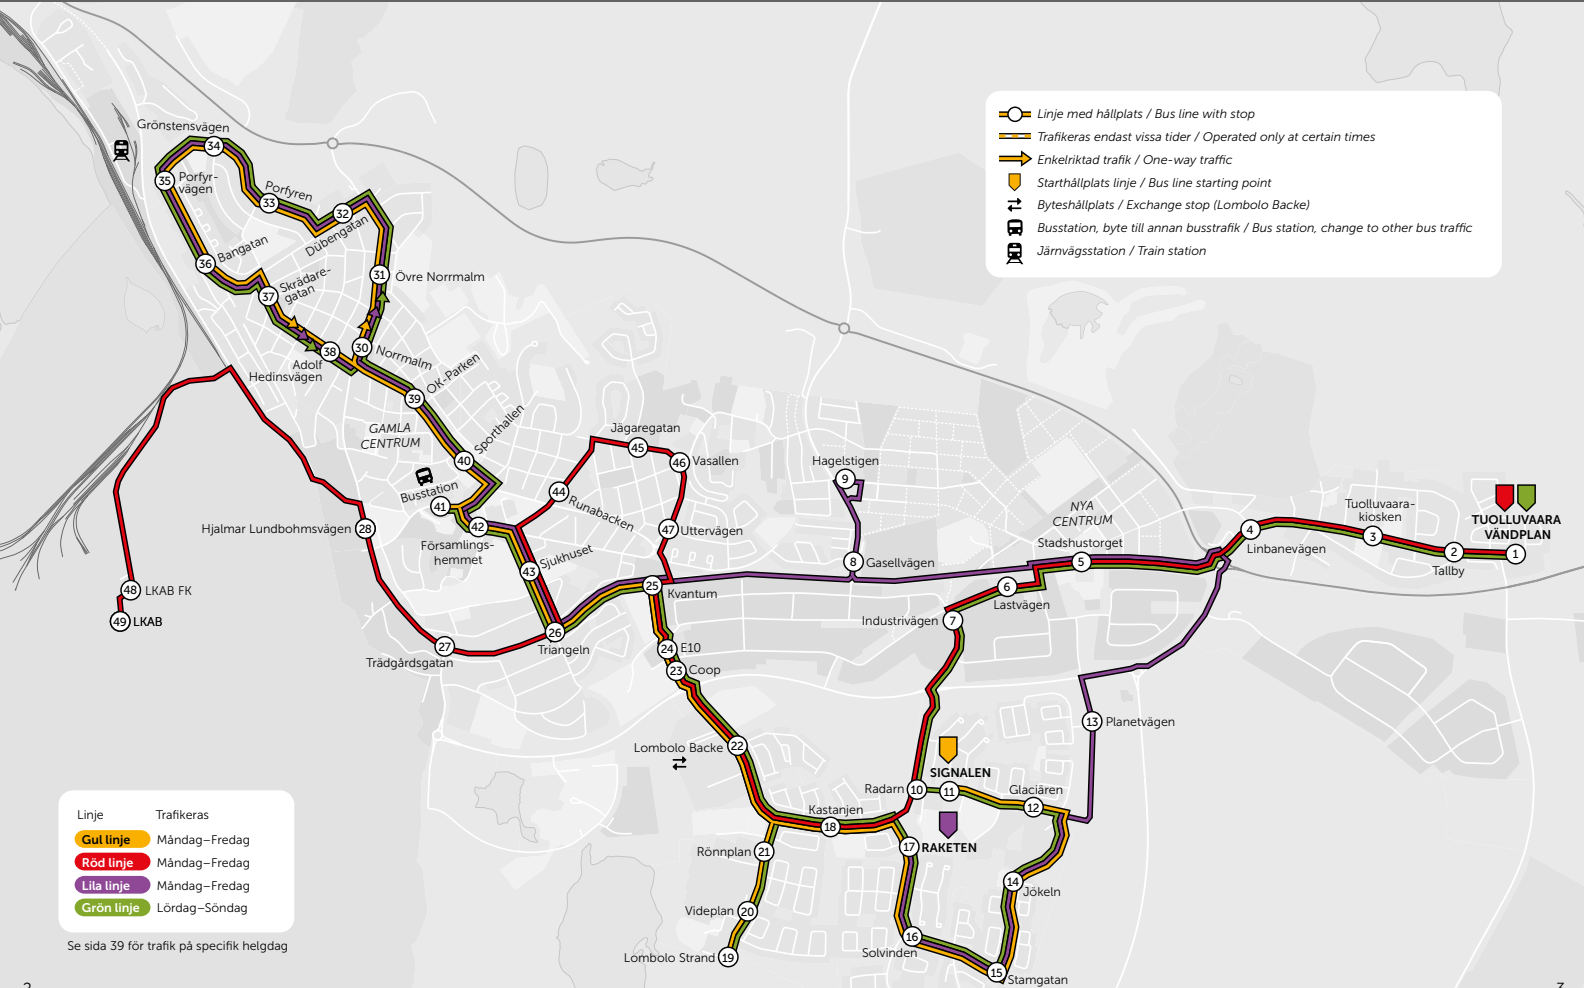 Linje med hållplats / Bus line with stop
Trafikeras endast vissa tider / Operated only at certain times
Enkelriktad trafik / One-way traffic
Starthållplats linje / Bus line starting point
Byteshållplats / Exchange stop (Lombolo Backe)
Busstation, byte till annan busstrafik / Bus station, change to other bus traffic
Järnvägsstation / Train station
Grönstensvägen
34
35
Porfyr-
vägen
Porfyren
33
32
Dübengatan
36
Bangatan
31
Övre Norrmalm
37
Skrädare-
gatan
38
Adolf
Hedinsvägen
30
Norrmalm
39
OK-Parken
GAMLA
CENTRUM
40
Sporthallen
Busstation
41
42
Församlings-
hemmet
43
Sjukhuset
44
Runabacken
Jägaregatan
45
46
Vasallen
47
Uttervägen
Hagelstigen
9
8
Gasellvägen
NYA
CENTRUM
Stadshustorget
5
4
Linbanevägen
Tuolluvaara-
kiosken
3
2
Tallby
TUOLLUVAARA
VÄNDPLAN
1
6
Lastvägen
Industrivägen
7
Hjalmar Lundbohmsvägen
28
48
LKAB FK
49
LKAB
27
Trädgårdsgatan
26
Triangeln
25
Kvantum
24
E10
23
Coop
Lombolo Backe
22
13
Planetvägen
SIGNALEN
Radarn
10
11
Glaciären
12
Kastanjen
18
17
RAKETEN
Rönnplan
21
Videplan
20
Lombolo Strand
19
14
Jökeln
16
Solvinden
15
Stamgatan
Linje Trafikeras
Gul linje Måndag–Fredag
Röd linje Måndag–Fredag
Lila linje Måndag–Fredag
Grön linje Lördag–Söndag
Se sida 39 för trafik på specifik helgdag